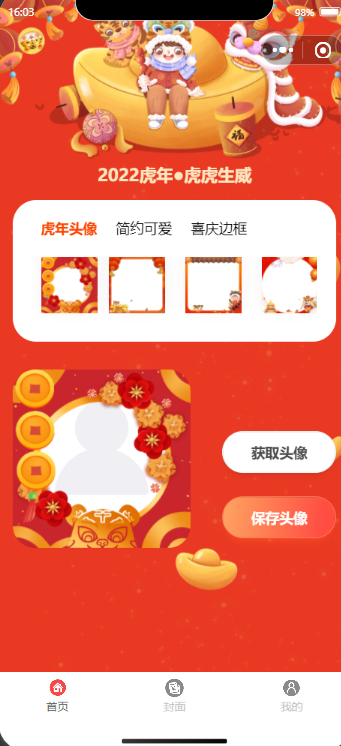 16:03
98%
福
2022虎年●虎虎生威
虎年头像 简约可爱 喜庆边框
获取头像
保存头像
首页 封面 我的